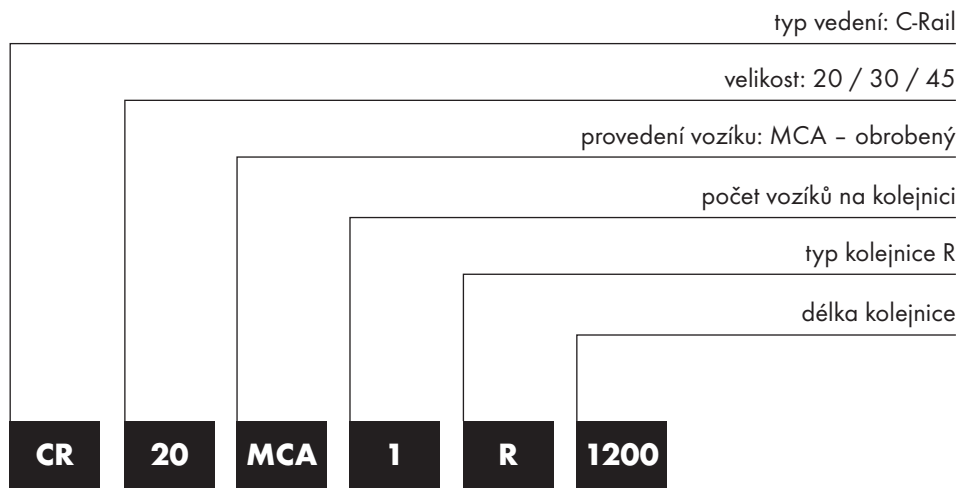 typ vedení: C-Rail
velikost: 20 / 30 / 45
provedení vozíku: MCA – obrobený
počet vozíků na kolejnici
typ kolejnice R
délka kolejnice
CR 20 MCA 1 R 1200